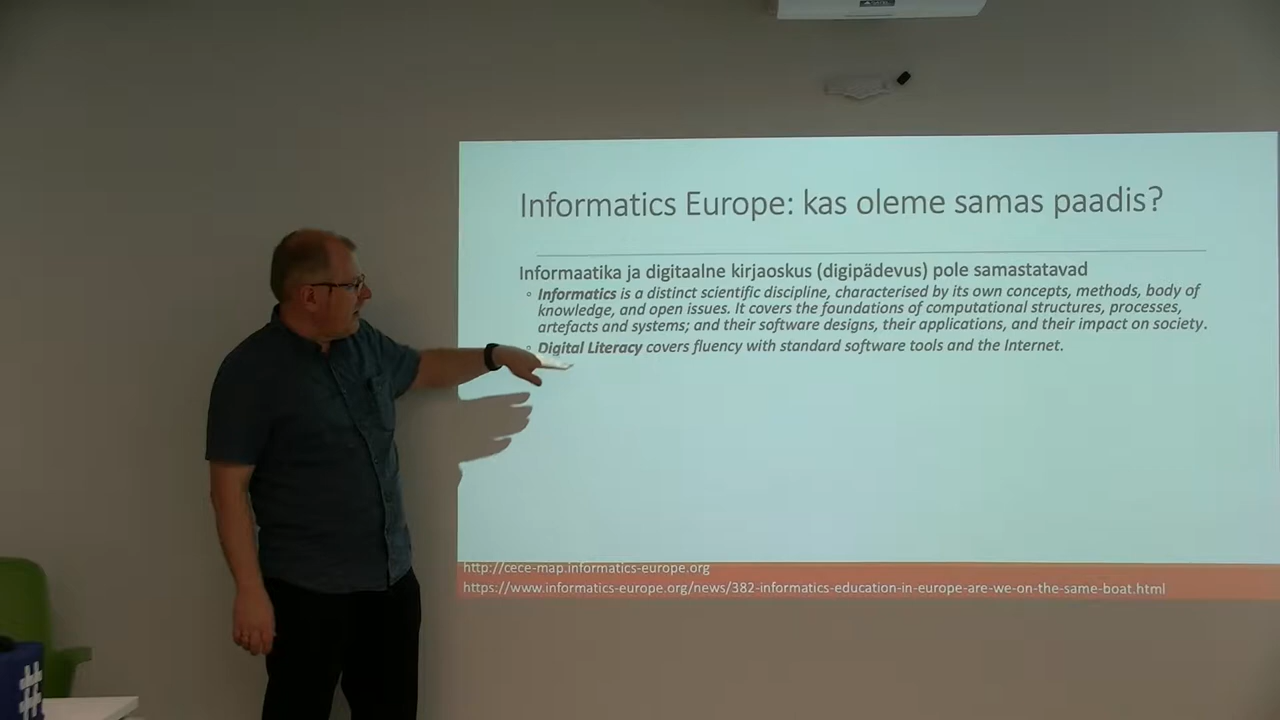 Informatics Europe: kas oleme samas paadis?
Informaatika ja digitaalne kirjaoskus (digipädevus) pole samastatavad
◦ Informatics is a distinct scientific discipline, characterised by its own concepts, methods, body of
knowledge, and open issues. It covers the foundations of computational structures, processes,
artefacts and systems; and their software designs, their applications, and their impact on society.
◦ Digital Literacy covers fluency with standard software tools and the Internet.
http://cece-map.informatics-europe.org
https://www.informatics-europe.org/news/382-informatics-education-in-europe-are-we-on-the-same-boat.html
#